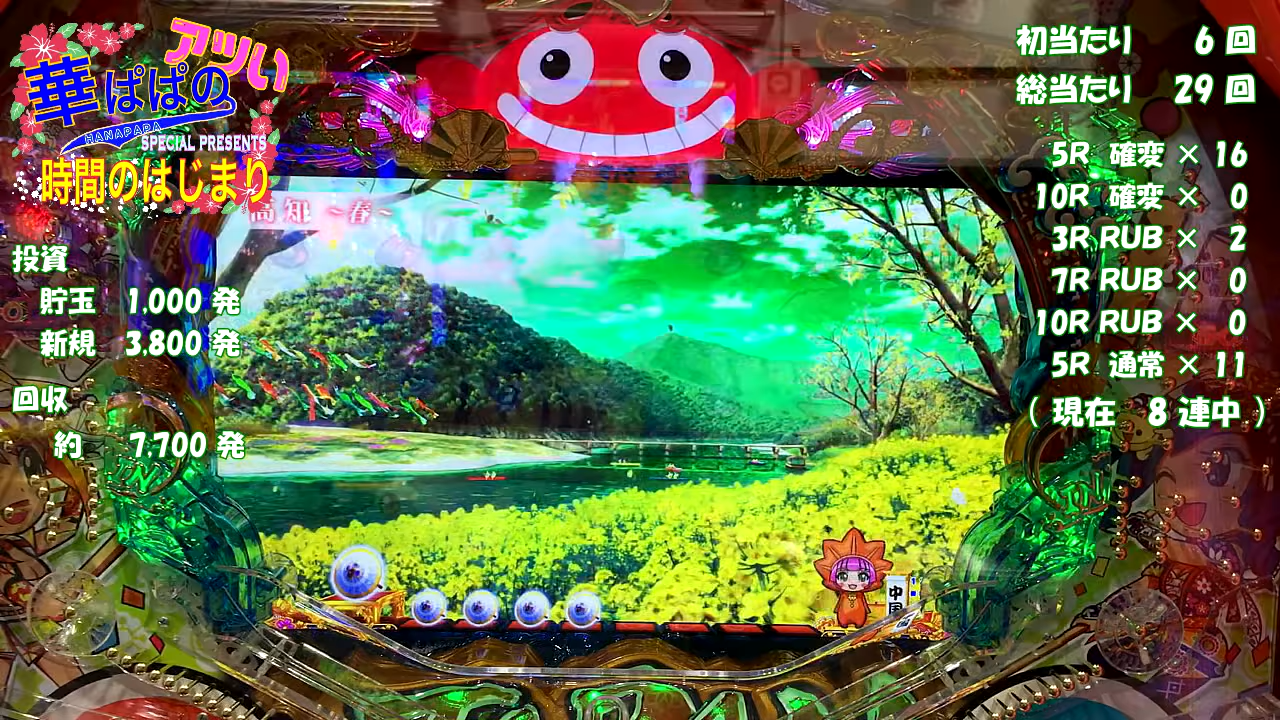 華ぱぱのアツい
HANAPAPA
SPECIAL PRESENTS
時間のはじまり
投資
貯玉 1.000 発
新規 3.800 発
回収
約 7.700 発
高知 ~春~
中国
初当たり 6 回
総当たり 29 回
5R 確変 × 16
10R 確変 × 0
3R RUB × 2
7R RUB × 0
10R RUB × 0
5R 通常 × 11
( 現在 8 連中 )